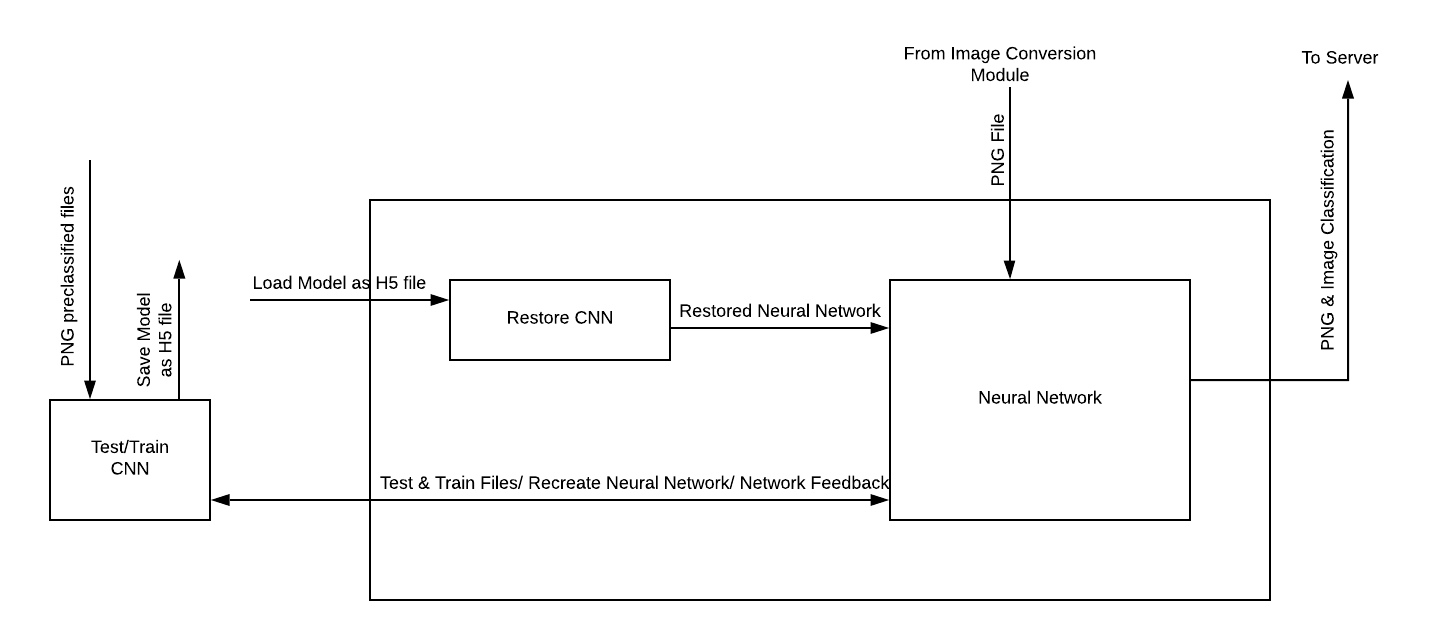 From Image Conversion
Module
To Server
PNG File
PNG & Image Classification
PNG preclassified files
Save Model
as H5 file
Load Model as H5 file
Restore CNN
Restored Neural Network
Neural Network
Test/Train
CNN
Test & Train Files/ Recreate Neural Network/ Network Feedback